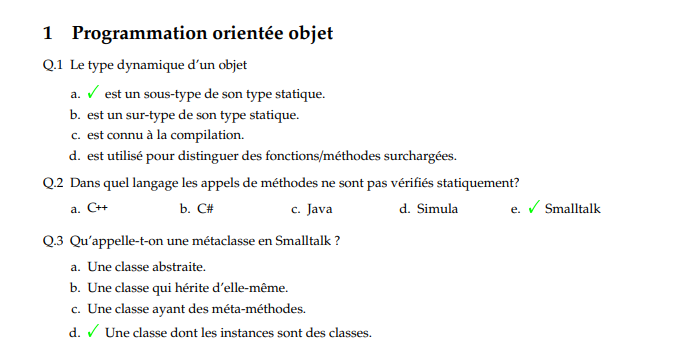 1 Programmation orientée objet
Q.1 Le type dynamique d'un objet
a. ✓ est un sous-type de son type statique.
b. est un sur-type de son type statique.
c. est connu à la compilation.
d. est utilisé pour distinguer des fonctions/méthodes surchargées.
Q.2 Dans quel langage les appels de méthodes ne sont pas vérifiés statiquement?
a. C++ b. C# c. Java d. Simula e. ✓ Smalltalk
Q.3 Qu'appelle-t-on une métaclasse en Smalltalk ?
a. Une classe abstraite.
b. Une classe qui hérite d'elle-même.
c. Une classe ayant des méta-méthodes.
d. ✓ Une classe dont les instances sont des classes.